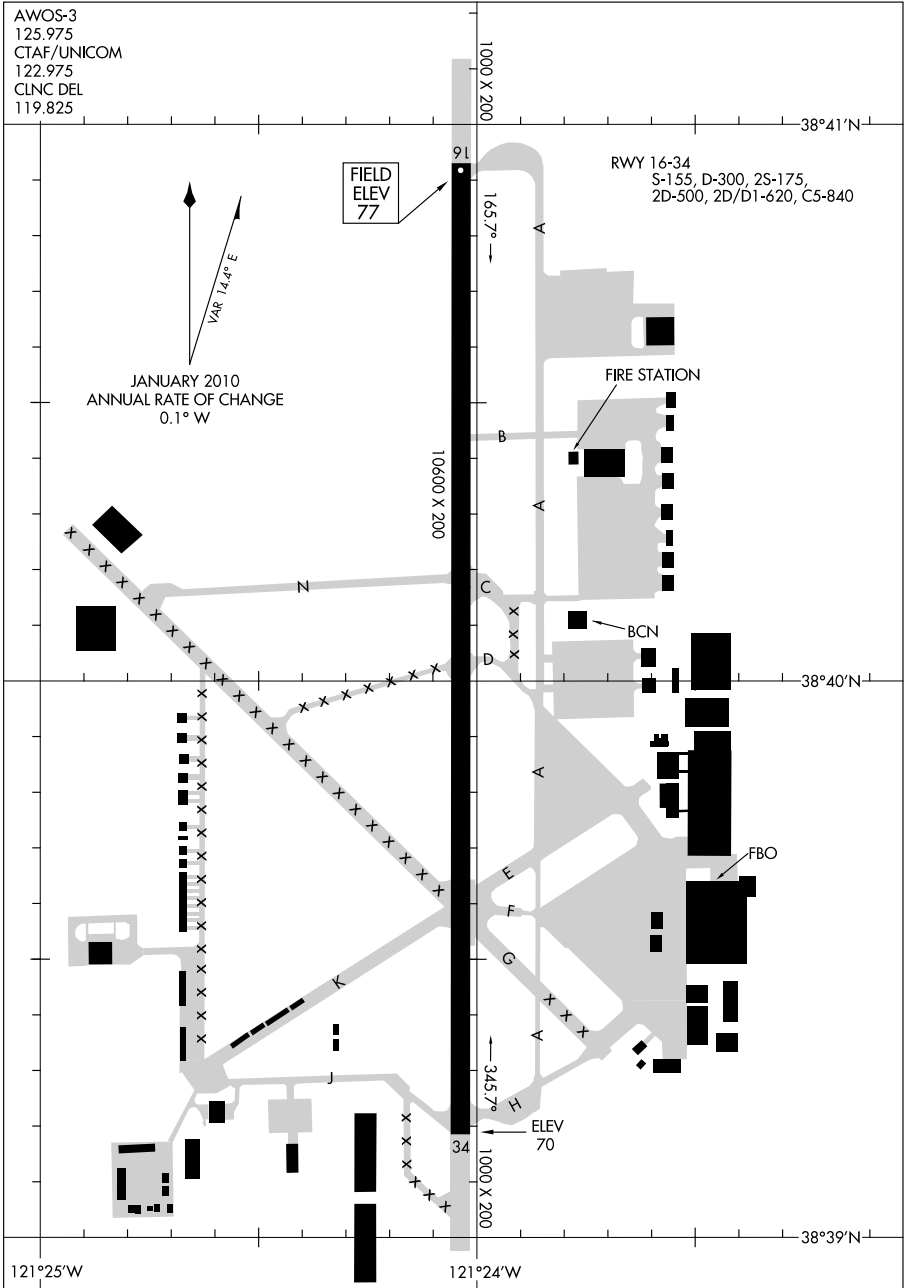 AWOS-3
125.975
CTAF/UNICOM
122.975
CLNC DEL
119.825
1000 X 200
38°41'N
16
FIELD
ELEV
77
RWY 16-34
S-155, D-300, 2S-175,
2D-500, 2D/D1-620, C5-840
165.7°
A
VAR 14.4° E
JANUARY 2010
ANNUAL RATE OF CHANGE
0.1° W
FIRE STATION
B
10600 X 200
A
N
C
BCN
D
38°40'N
A
FBO
E
F
G
K
A
J
345.7°
H
ELEV
70
34
1000 X 200
38°39'N
121°25'W
121°24'W